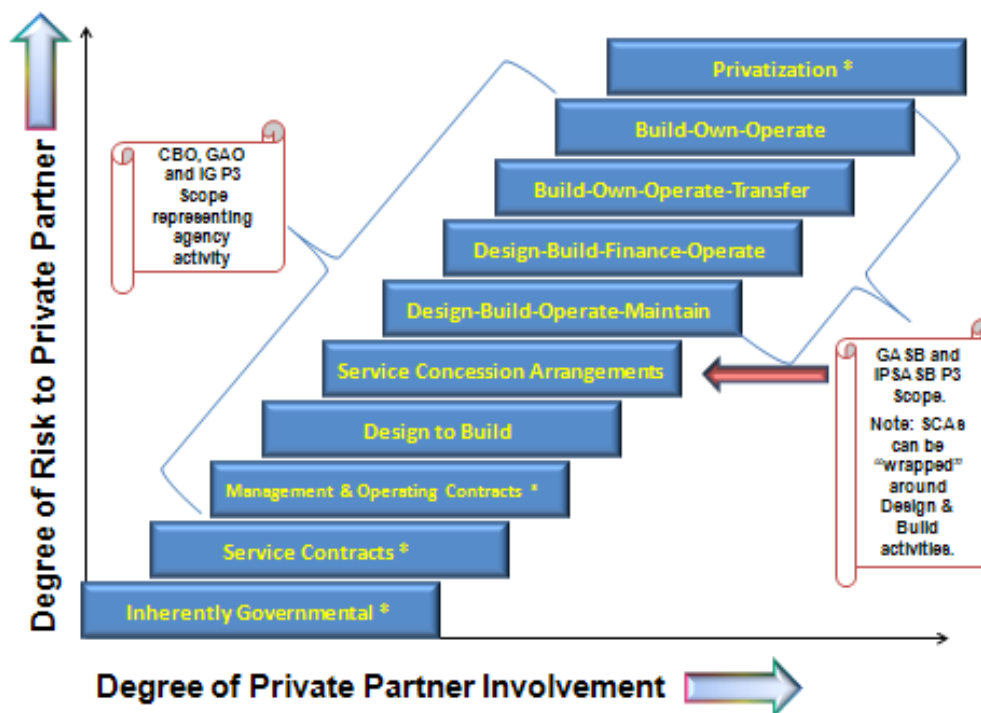 Degree of Risk to Private Partner
Privatization *
Build-Own-Operate
Build-Own-Operate-Transfer
Design-Build-Finance-Operate
Design-Build-Operate-Maintain
Service Concession Arrangements
Design to Build
Management & Operating Contracts *
Service Contracts *
Inherently Governmental *
CBO, GAO
and IG P3
Scope
representing
agency
activity
GASB and
IPSASB P3
Scope.
Note: SCAs
can be
“wrapped”
around
Design &
Build
activities.
Degree of Private Partner Involvement